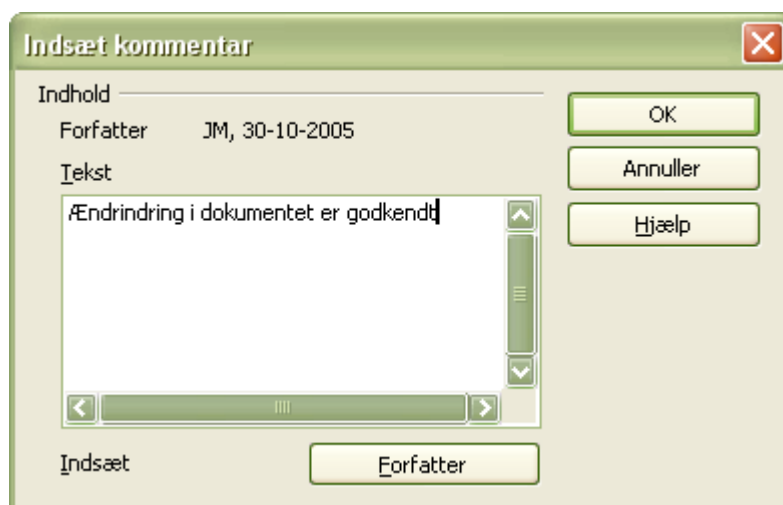 Indsæt kommentar
Indhold
Forfatter JM, 30-10-2005
Tekst
Ændrindring i dokumentet er godkendt
OK
Annuller
Hjælp
Indsæt Forfatter